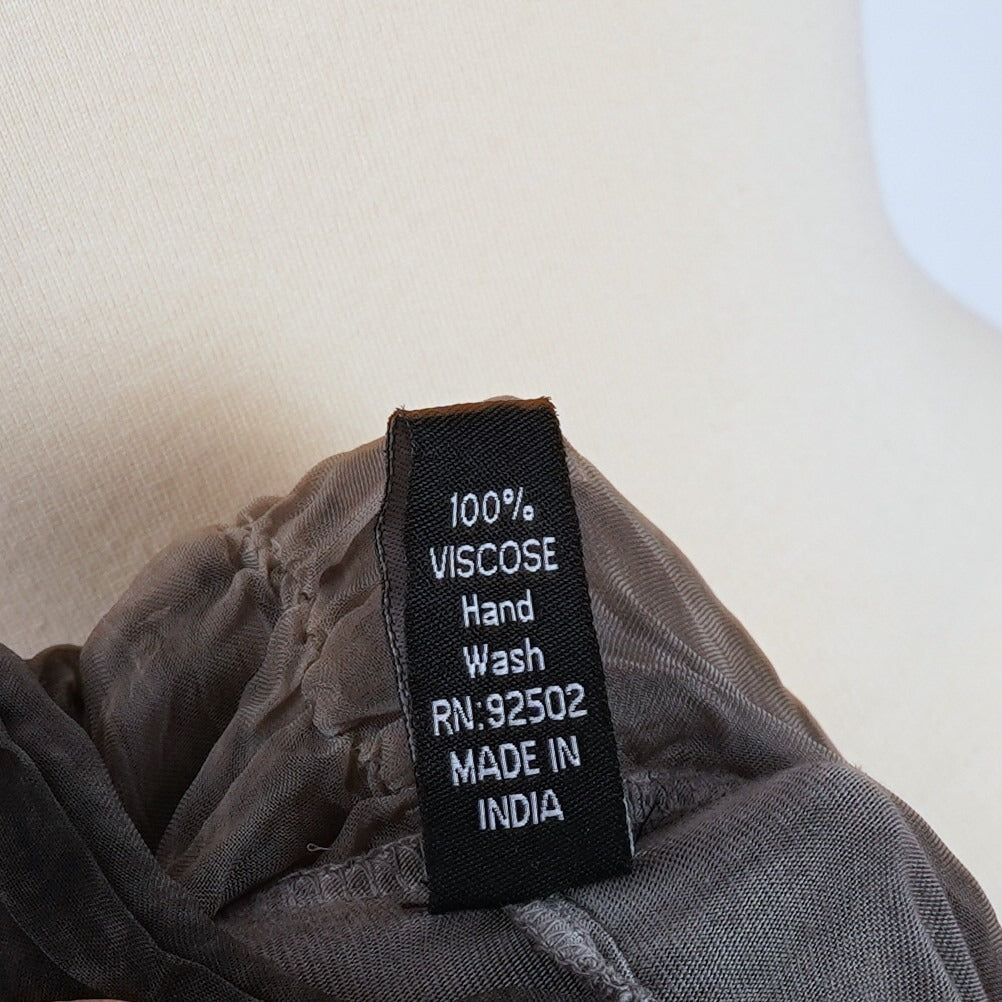 100%
VISCOSE
Hand
Wash
RN:92502
MADE IN
INDIA